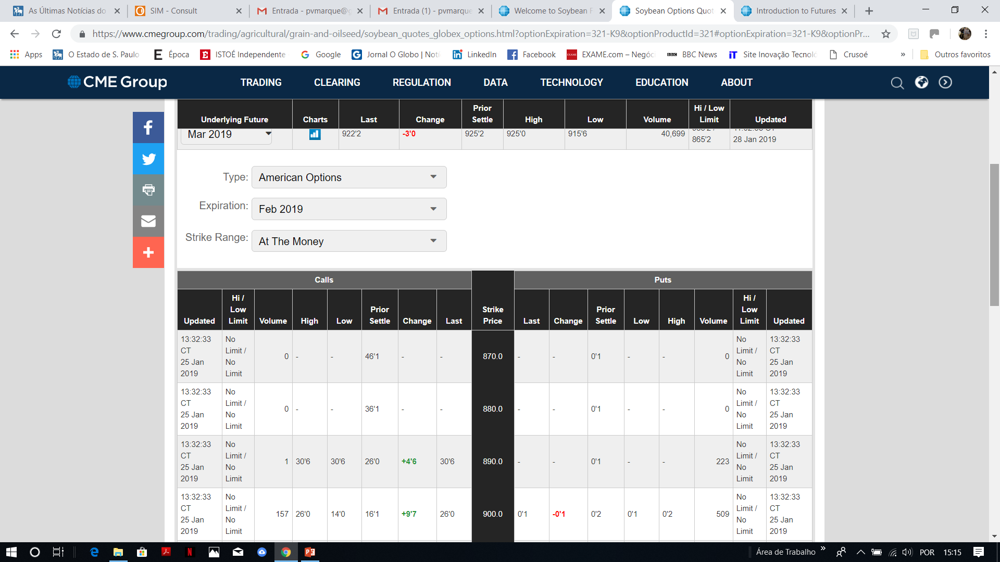 As Últimas Notícias do
SIM - Consult
Entrada - pvmarque@g
Entrada (1) - pvmarque
Welcome to Soybean F
Soybean Options Quot
Introduction to Futures
https://www.cmegroup.com/trading/agricultural/grain-and-oilseed/soybean_quotes_globex_options.html?optionExpiration=321-K9&optionProductId=321#optionExpiration=321-K9&optionPr...
Apps
O Estado de S. Paulo
Época
ISTOÉ Independente
Google
Jornal O Globo | Notí
LinkedIn
Facebook
EXAME.com – Negóci
BBC News
Site Inovação Tecnoló
Crusoé
»
Outros favoritos
CME Group
TRADING
CLEARING
REGULATION
DATA
TECHNOLOGY
EDUCATION
ABOUT
Underlying Future Charts Last Change Prior Settle High Low Volume Hi / Low Limit Updated
Mar 2019 922'2 -3'0 925'2 925'0 915'6 40,699 865'2 28 Jan 2019
Type: American Options
Expiration: Feb 2019
Strike Range: At The Money
Calls Puts
Updated Hi / Low Limit Volume High Low Prior Settle Change Last Strike Price Last Change Prior Settle Low High Volume Hi / Low Limit Updated
13:32:33 CT 25 Jan 2019 No Limit / No Limit 0 - - 46'1 - - 870.0 - - 0'1 - - 0 No Limit / No Limit 13:32:33 CT 25 Jan 2019
13:32:33 CT 25 Jan 2019 No Limit / No Limit 0 - - 36'1 - - 880.0 - - 0'1 - - 0 No Limit / No Limit 13:32:33 CT 25 Jan 2019
13:32:33 CT 25 Jan 2019 No Limit / No Limit 1 30'6 30'6 26'0 +4'6 30'6 890.0 - - 0'1 - - 223 No Limit / No Limit 13:32:33 CT 25 Jan 2019
13:32:33 CT 25 Jan 2019 No Limit / No Limit 157 26'0 14'0 16'1 +9'7 26'0 900.0 0'1 -0'1 0'2 0'1 0'2 509 No Limit / No Limit 13:32:33 CT 25 Jan 2019
Área de Trabalho
»
POR
15:15